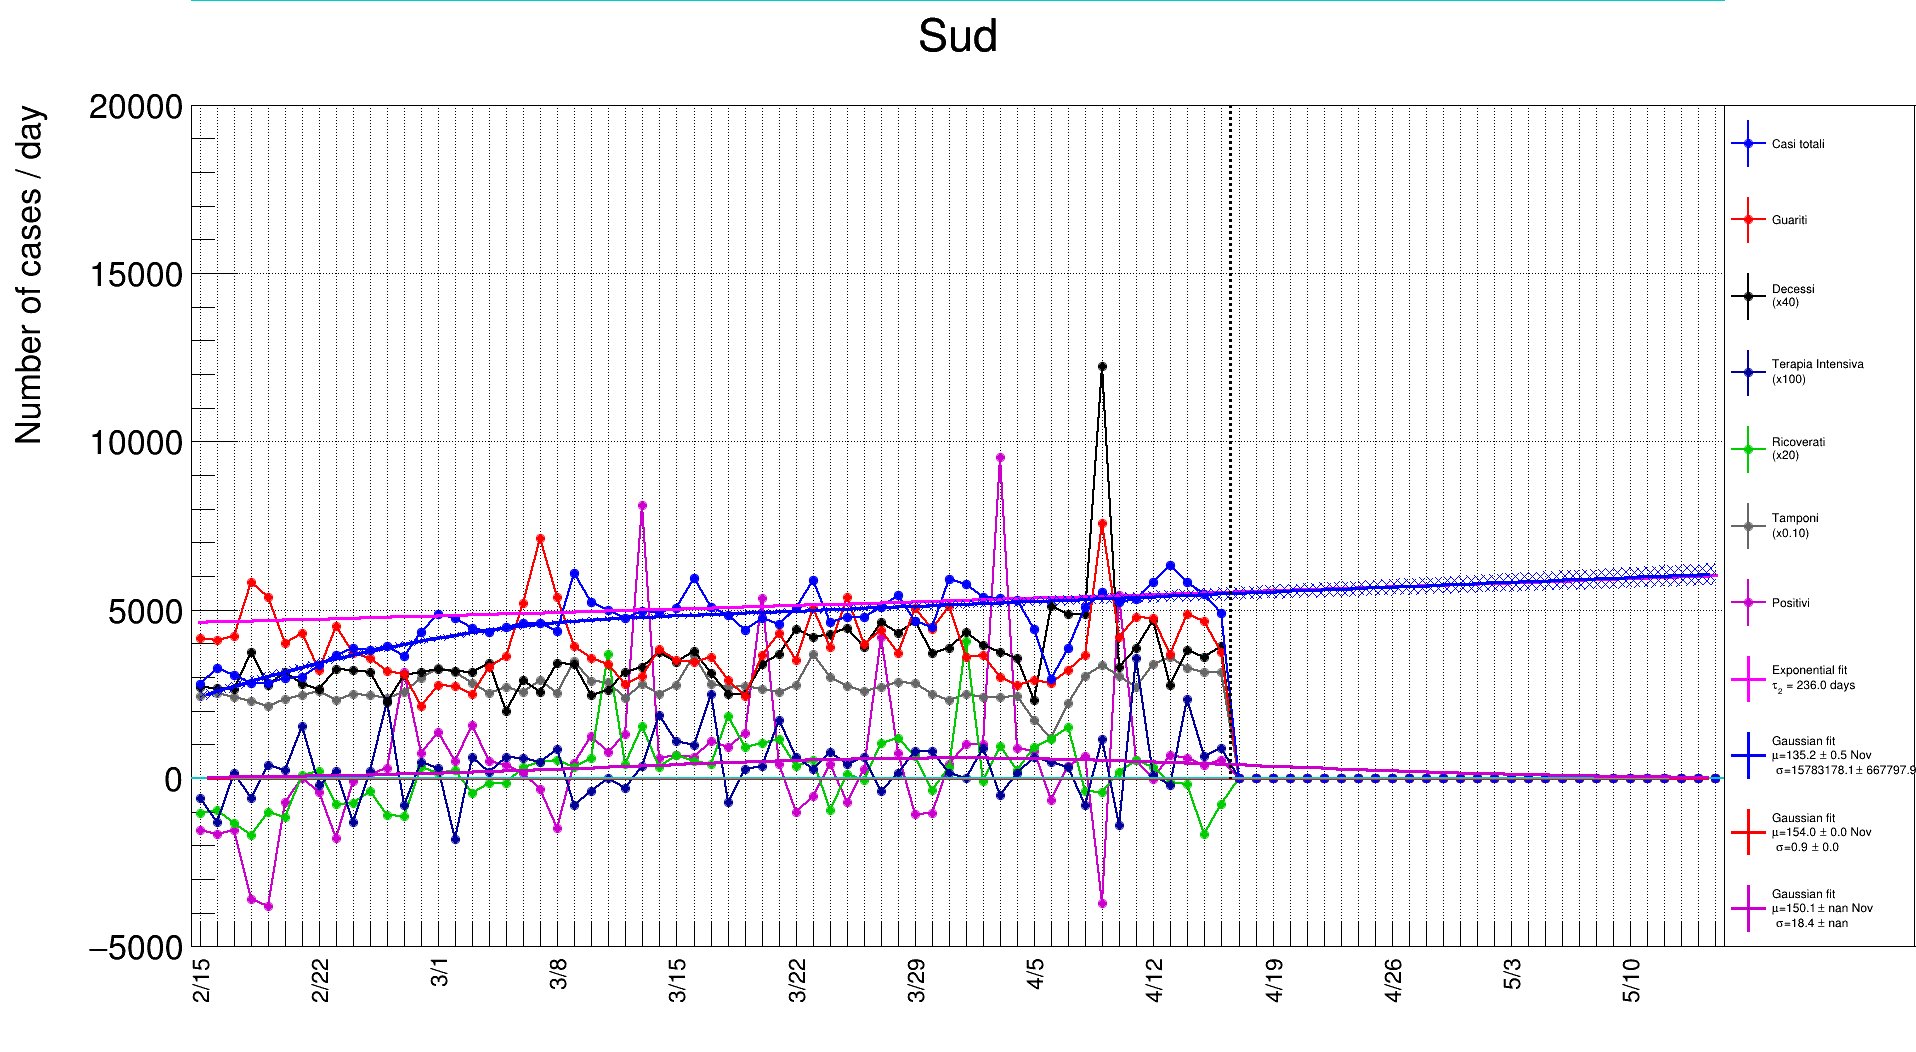 Sud
Number of cases / day
20000
15000
10000
5000
0
−5000
2/15
2/22
3/1
3/8
3/15
3/22
3/29
4/5
4/12
4/19
4/26
5/3
5/10
Casi totali
Guariti
Decessi
(x40)
Terapia Intensiva
(x100)
Ricoverati
(x20)
Tamponi
(x0.10)
Positivi
Exponential fit
τ₂ = 236.0 days
Gaussian fit
μ=135.2 ± 0.5 Nov
σ=15783178.1 ± 667797.9
Gaussian fit
μ=154.0 ± 0.0 Nov
σ=0.9 ± 0.0
Gaussian fit
μ=150.1 ± nan Nov
σ=18.4 ± nan